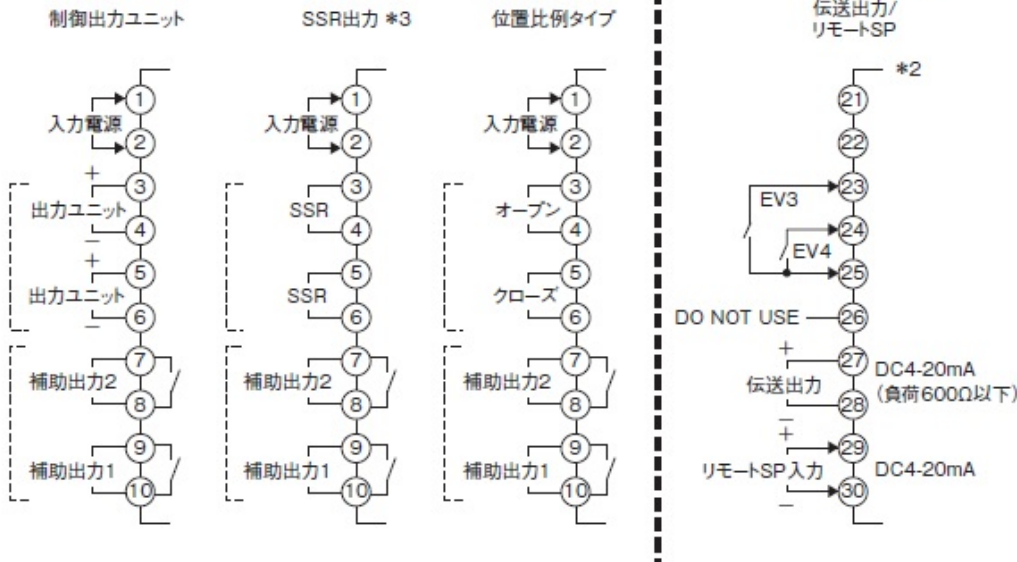 制御出力ユニット
入力電源
1
2
+
3
出力ユニット
4
−
+
5
出力ユニット
6
−
7
補助出力2
8
9
補助出力1
10
SSR出力 *3
入力電源
1
2
3
SSR
4
5
SSR
6
7
補助出力2
8
9
補助出力1
10
位置比例タイプ
入力電源
1
2
3
オープン
4
5
クローズ
6
7
補助出力2
8
9
補助出力1
10
伝送出力/
リモートSP
*2
21
22
23
EV3
24
EV4
25
DO NOT USE 26
+
27 DC4-20mA
伝送出力
28 (負荷600Ω以下)
−
+
29
リモートSP入力 DC4-20mA
30
−